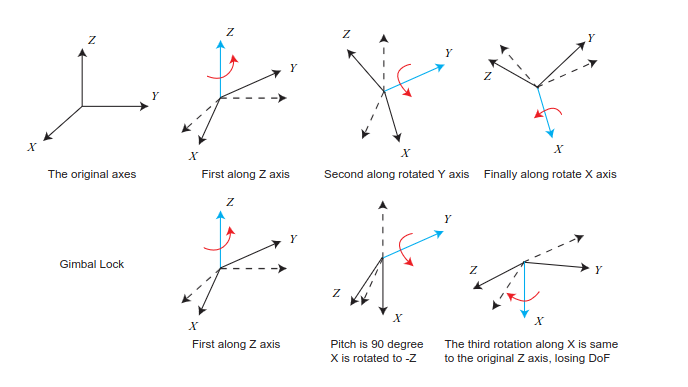 Z
Y
X
The original axes
Z
Y
X
First along Z axis
Z
Y
X
Second along rotated Y axis
Y
Z
X
Finally along rotate X axis
Gimbal Lock
Z
Y
X
First along Z axis
Y
Z
X
Pitch is 90 degree
X is rotated to -Z
Z
Y
X
The third rotation along X is same
to the original Z axis, losing DoF